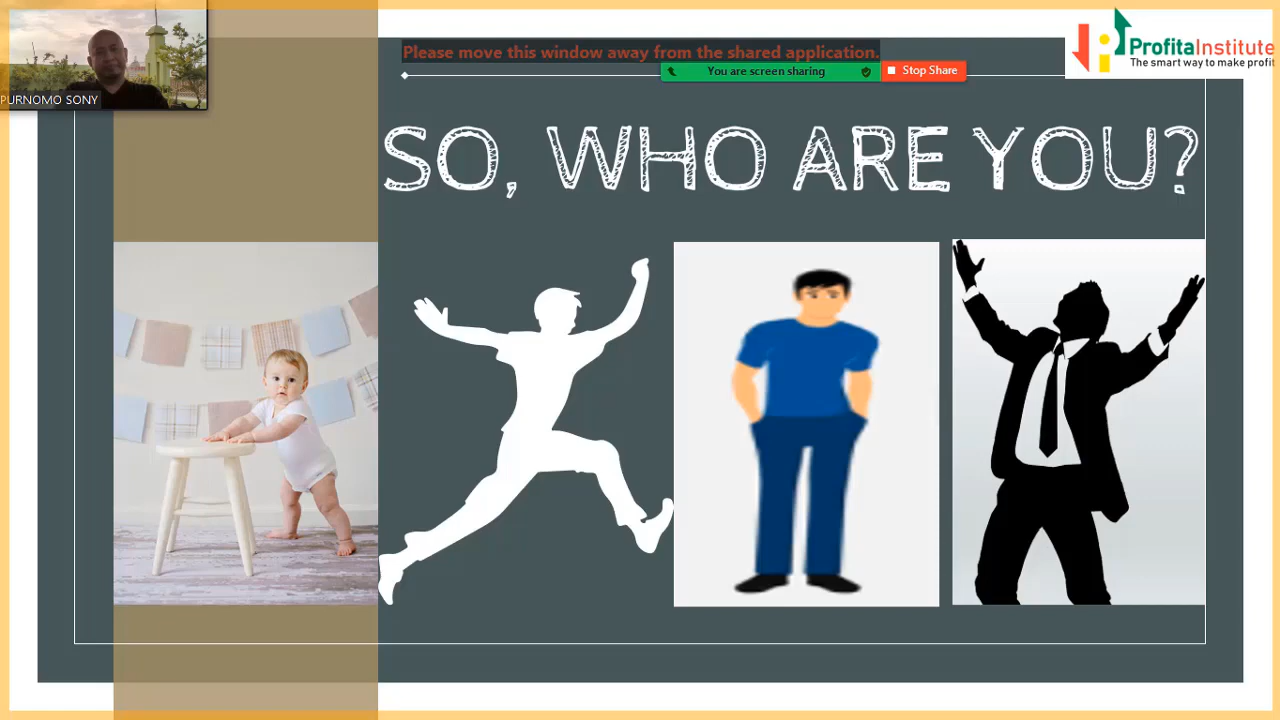 Please move this window away from the shared application.
You are screen sharing
Stop Share
ProfitaInstitute
The smart way to make profit
PURNOMO SONY
SO, WHO ARE YOU?